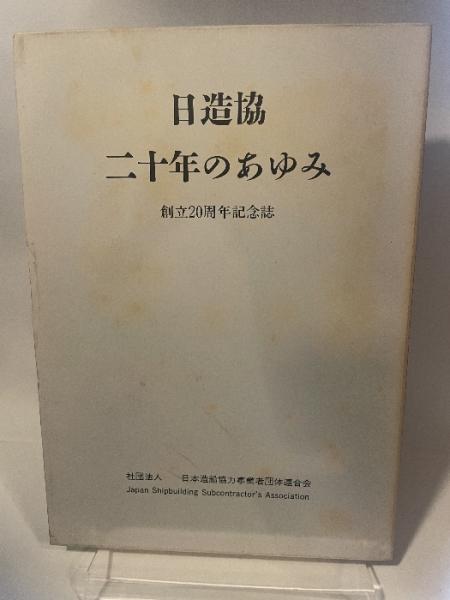 日造協
二十年のあゆみ
創立20周年記念誌
社団法人 日本造船協力事業者団体連合会
Japan Shipbuilding Subcontractor's Association